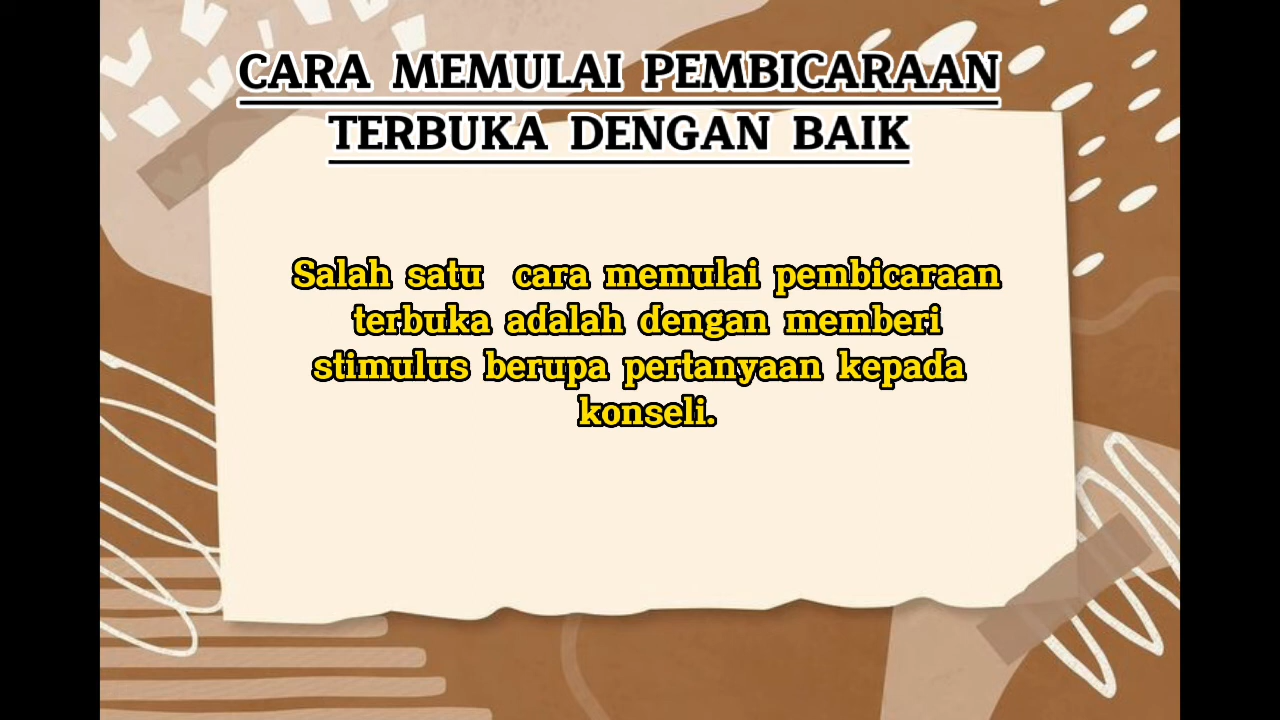 CARA MEMULAI PEMBICARAAN
TERBUKA DENGAN BAIK
Salah satu cara memulai pembicaraan
terbuka adalah dengan memberi
stimulus berupa pertanyaan kepada
konseli.